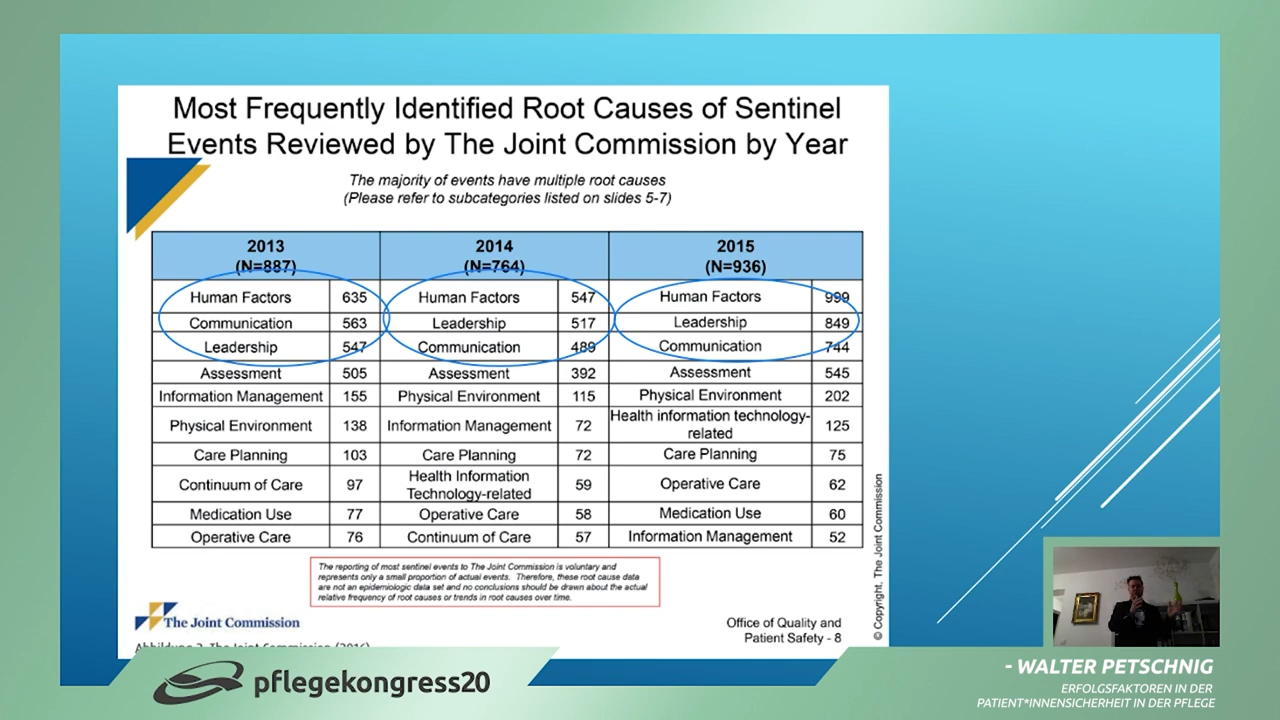 Most Frequently Identified Root Causes of Sentinel
Events Reviewed by The Joint Commission by Year
The majority of events have multiple root causes
(Please refer to subcategories listed on slides 5-7)
2013 2014 2015
(N=887) (N=764) (N=936)
Human Factors 635 Human Factors 547 Human Factors 999
Communication 563 Leadership 517 Leadership 849
Leadership 547 Communication 489 Communication 744
Assessment 505 Assessment 392 Assessment 545
Information Management 155 Physical Environment 115 Physical Environment 202
Physical Environment 138 Information Management 72 Health information technology-
related 125
Care Planning 103 Care Planning 72 Care Planning 75
Continuum of Care 97 Health Information
Technology-related 59 Operative Care 62
Medication Use 77 Operative Care 58 Medication Use 60
Operative Care 76 Continuum of Care 57 Information Management 52
The reporting of most sentinel events to The Joint Commission is voluntary and
represents only a small proportion of actual events. Therefore, these root cause data
are not an epidemiologic data set and no conclusions should be drawn about the actual
relative frequency of root causes or trends in root causes over time.
The Joint Commission
Office of Quality and
Patient Safety - 8
© Copyright, The Joint Commission
Abbildung 2, The Joint Commission (2016)
pflegekongress20
- WALTER PETSCHNIG
ERFOLGSFAKTOREN IN DER
PATIENT*INNENSICHERHEIT IN DER PFLEGE